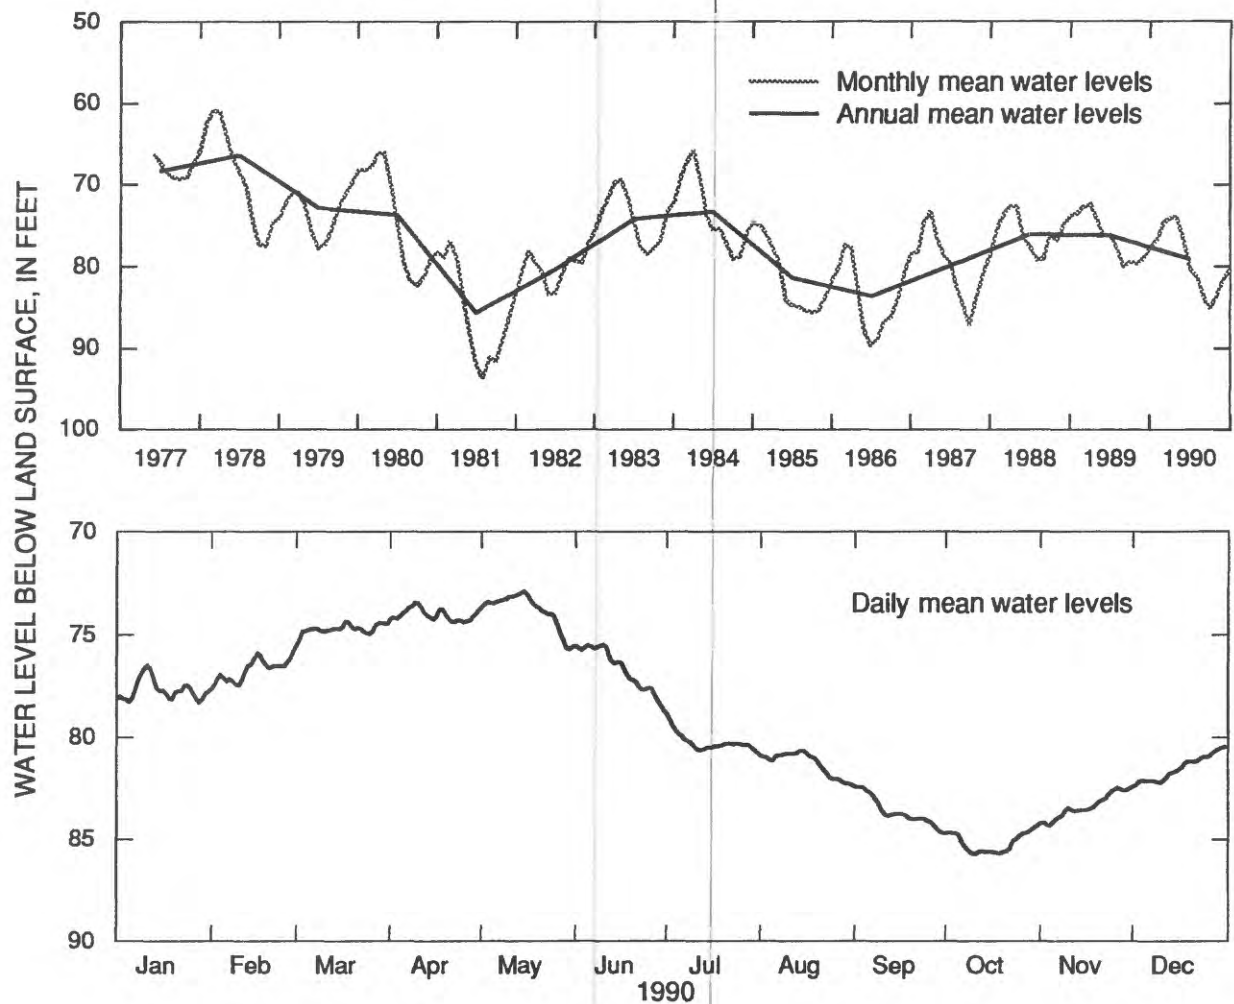 WATER LEVEL BELOW LAND SURFACE, IN FEET
50
60
70
80
90
100
Monthly mean water levels
Annual mean water levels
1977 1978 1979 1980 1981 1982 1983 1984 1985 1986 1987 1988 1989 1990
70
75
80
85
90
Daily mean water levels
Jan Feb Mar Apr May Jun Jul Aug Sep Oct Nov Dec
1990